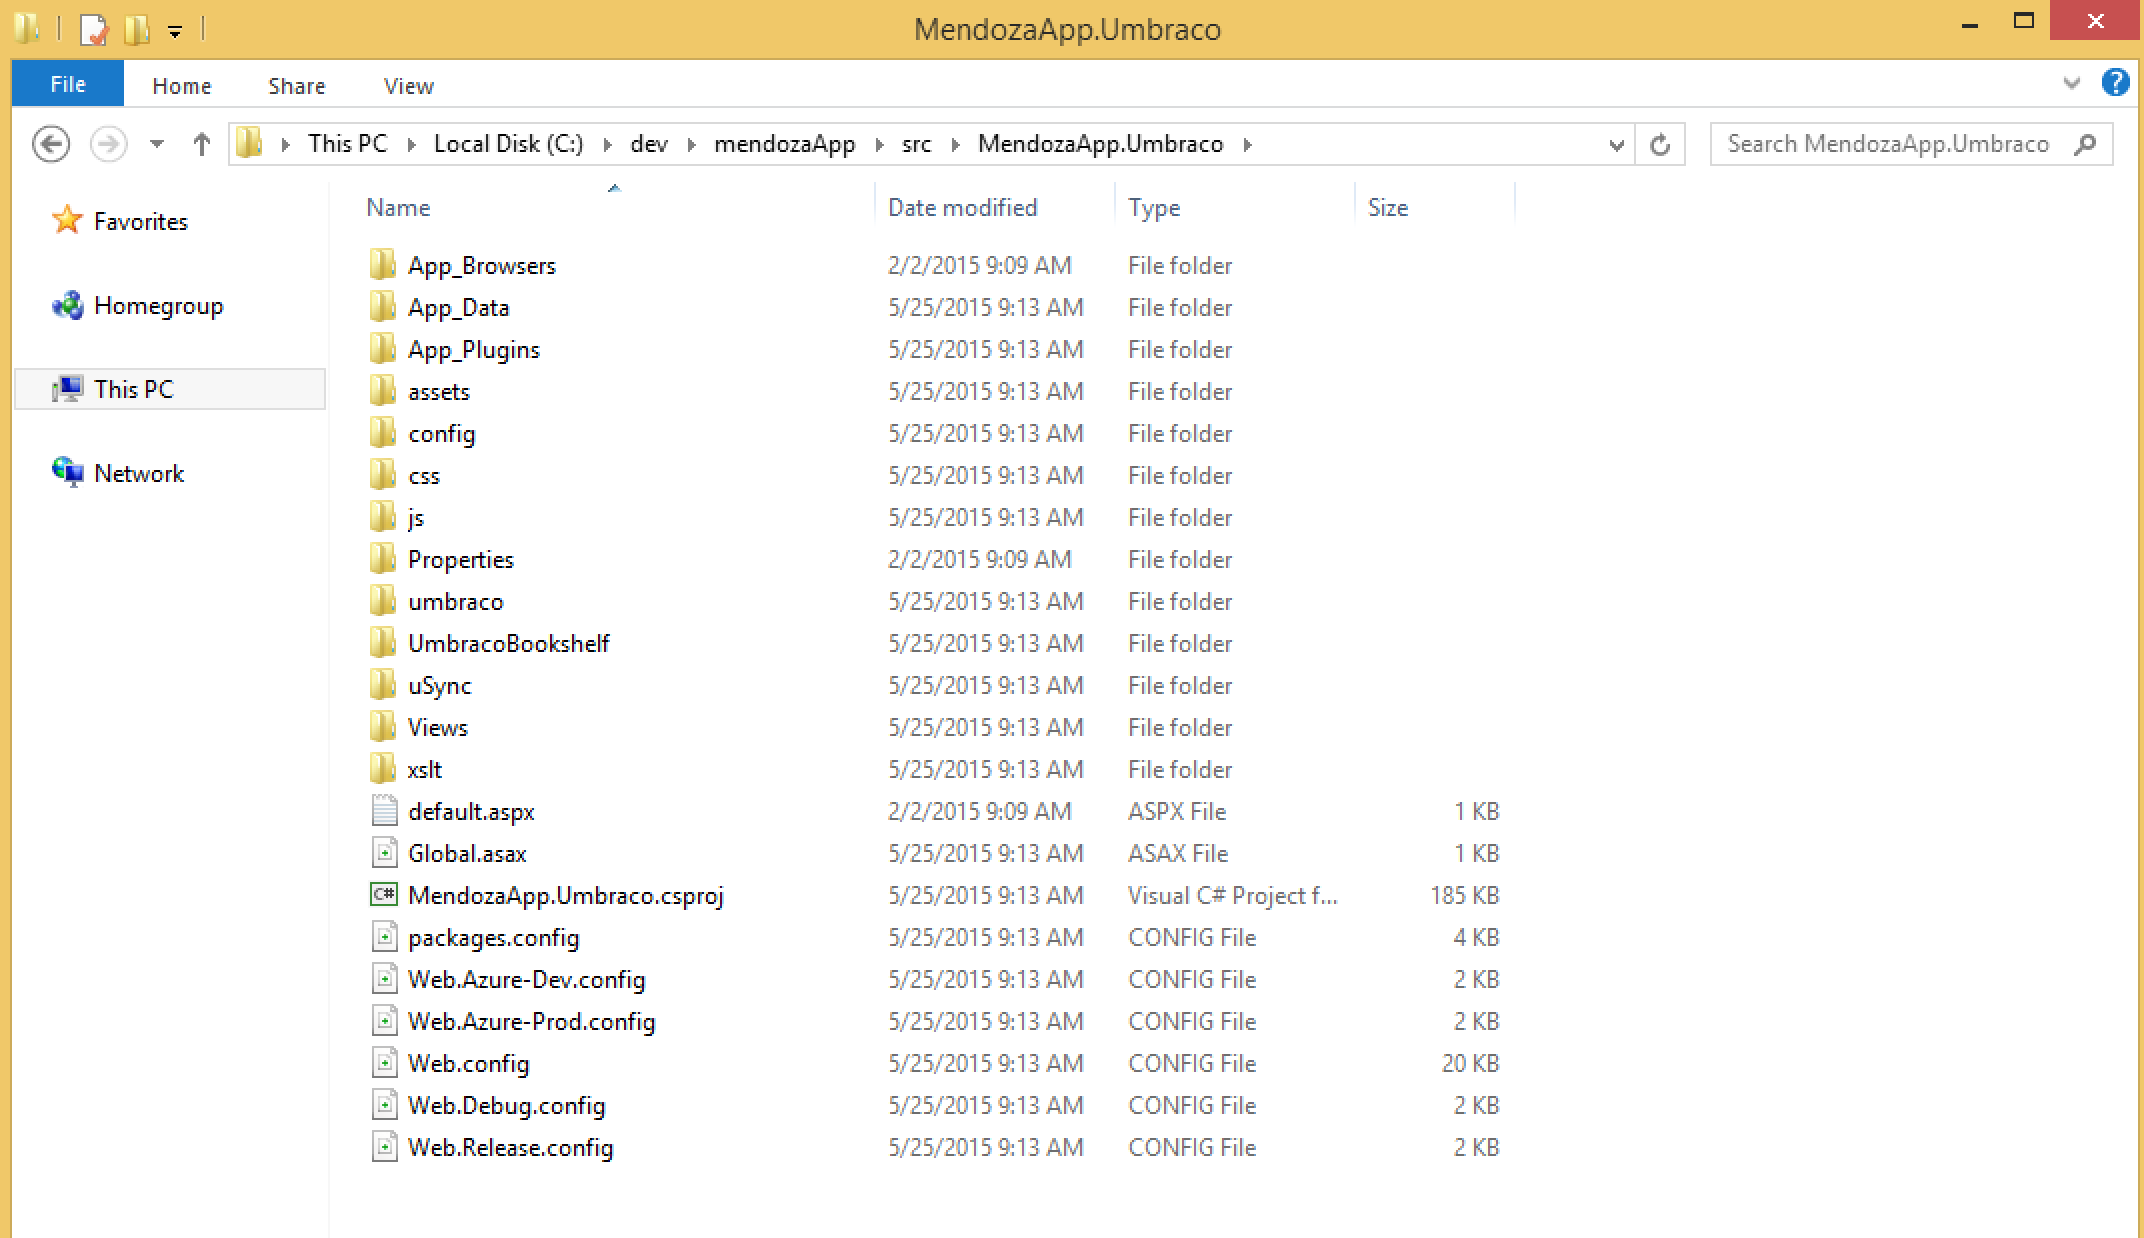 MendozaApp.Umbraco
File Home Share View
This PC Local Disk (C:) dev mendozaApp src MendozaApp.Umbraco Search MendozaApp.Umbraco
Favorites
Homegroup
This PC
Network
Name Date modified Type Size
App_Browsers 2/2/2015 9:09 AM File folder
App_Data 5/25/2015 9:13 AM File folder
App_Plugins 5/25/2015 9:13 AM File folder
assets 5/25/2015 9:13 AM File folder
config 5/25/2015 9:13 AM File folder
css 5/25/2015 9:13 AM File folder
js 5/25/2015 9:13 AM File folder
Properties 2/2/2015 9:09 AM File folder
umbraco 5/25/2015 9:13 AM File folder
UmbracoBookshelf 5/25/2015 9:13 AM File folder
uSync 5/25/2015 9:13 AM File folder
Views 5/25/2015 9:13 AM File folder
xslt 5/25/2015 9:13 AM File folder
default.aspx 2/2/2015 9:09 AM ASPX File 1 KB
Global.asax 5/25/2015 9:13 AM ASAX File 1 KB
C# MendozaApp.Umbraco.csproj 5/25/2015 9:13 AM Visual C# Project f... 185 KB
packages.config 5/25/2015 9:13 AM CONFIG File 4 KB
Web.Azure-Dev.config 5/25/2015 9:13 AM CONFIG File 2 KB
Web.Azure-Prod.config 5/25/2015 9:13 AM CONFIG File 2 KB
Web.config 5/25/2015 9:13 AM CONFIG File 20 KB
Web.Debug.config 5/25/2015 9:13 AM CONFIG File 2 KB
Web.Release.config 5/25/2015 9:13 AM CONFIG File 2 KB